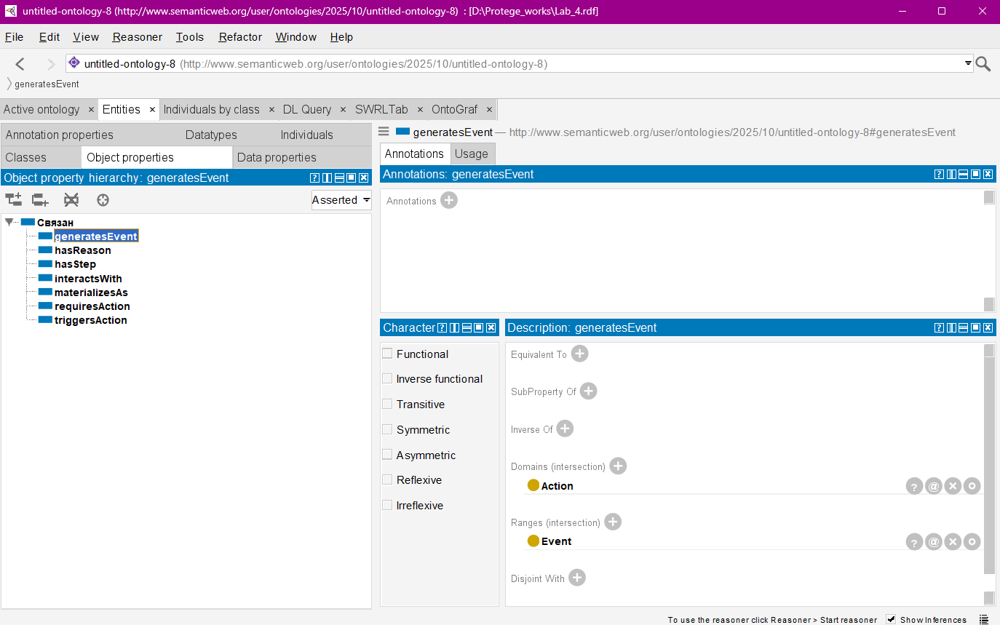 untitled-ontology-8 (http://www.semanticweb.org/user/ontologies/2025/10/untitled-ontology-8) : [D:\Protege_works\Lab_4.rdf]
File Edit View Reasoner Tools Refactor Window Help
untitled-ontology-8 (http://www.semanticweb.org/user/ontologies/2025/10/untitled-ontology-8)
generatesEvent
Active ontology × Entities × Individuals by class × DL Query × SWRLTab × OntoGraf ×
Annotation properties Datatypes Individuals
Classes Object properties Data properties
Object property hierarchy: generatesEvent
Asserted
Связан
generatesEvent
hasReason
hasStep
interactsWith
materializesAs
requiresAction
triggersAction
generatesEvent — http://www.semanticweb.org/user/ontologies/2025/10/untitled-ontology-8#generatesEvent
Annotations Usage
Annotations: generatesEvent
Annotations
Character
Functional
Inverse functional
Transitive
Symmetric
Asymmetric
Reflexive
Irreflexive
Description: generatesEvent
Equivalent To
SubProperty Of
Inverse Of
Domains (intersection)
Action
Ranges (intersection)
Event
Disjoint With
To use the reasoner click Reasoner > Start reasoner Show Inferences